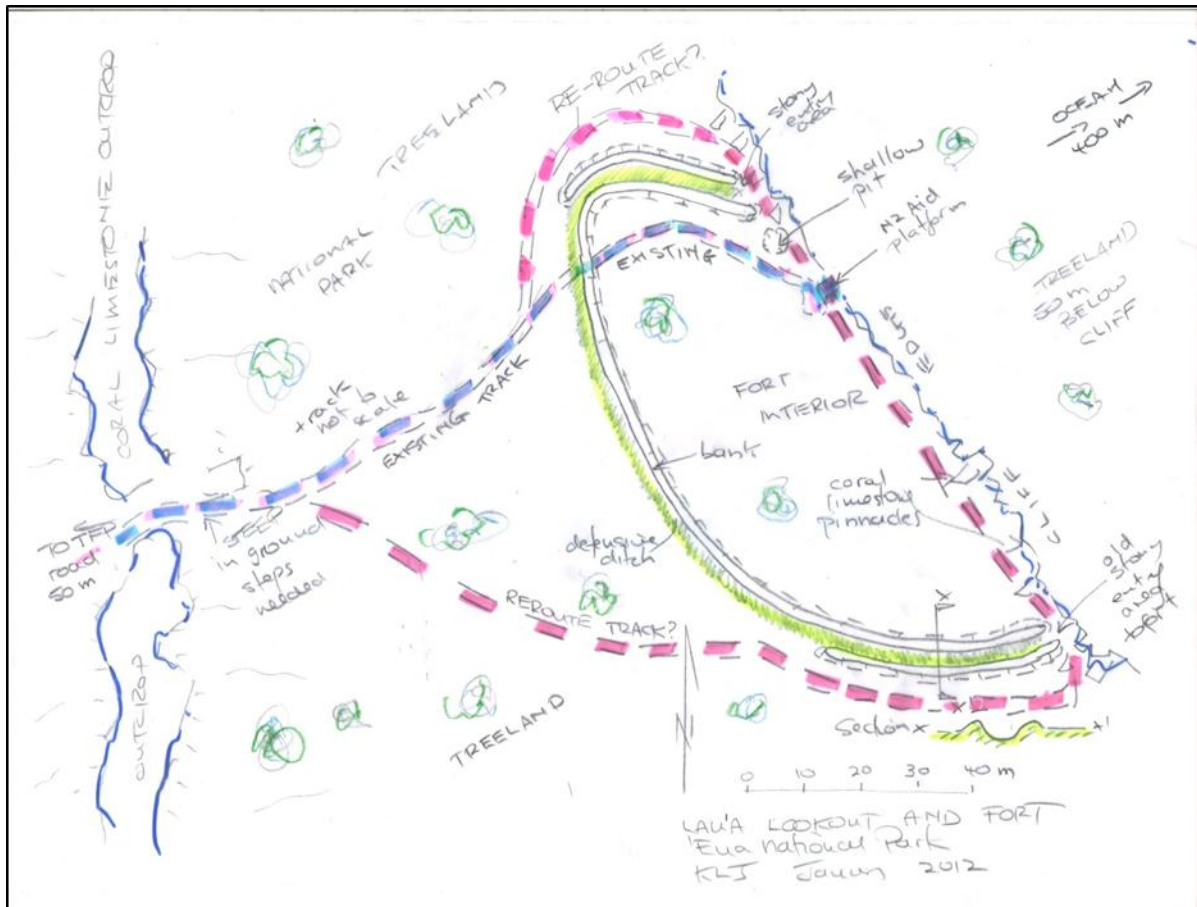 RE-ROUTE
TRACK?
TREELAND
NATIONAL
PARK
CORAL LIMESTONE OUTCROP
stony
entry
area
shallow
pit
NZ Aid
platform
OCEAN
400 m
TREELAND
50 m
BELOW
CLIFF
EXISTING
EDGE
track
not to
scale
EXISTING TRACK
FORT
INTERIOR
bank
coral
limestone
pinnacles
CLIFF
TO TFP
road
50 m
STEEP
in ground
steps
needed
defensive
ditch
old
stony
entry
area
REROUTE TRACK?
OUTCROP
TREELAND
N
x
x'
Section x
x'
0 10 20 30 40 m
LAU'A LOOKOUT AND FORT
'Eua National Park
KLJ January 2012